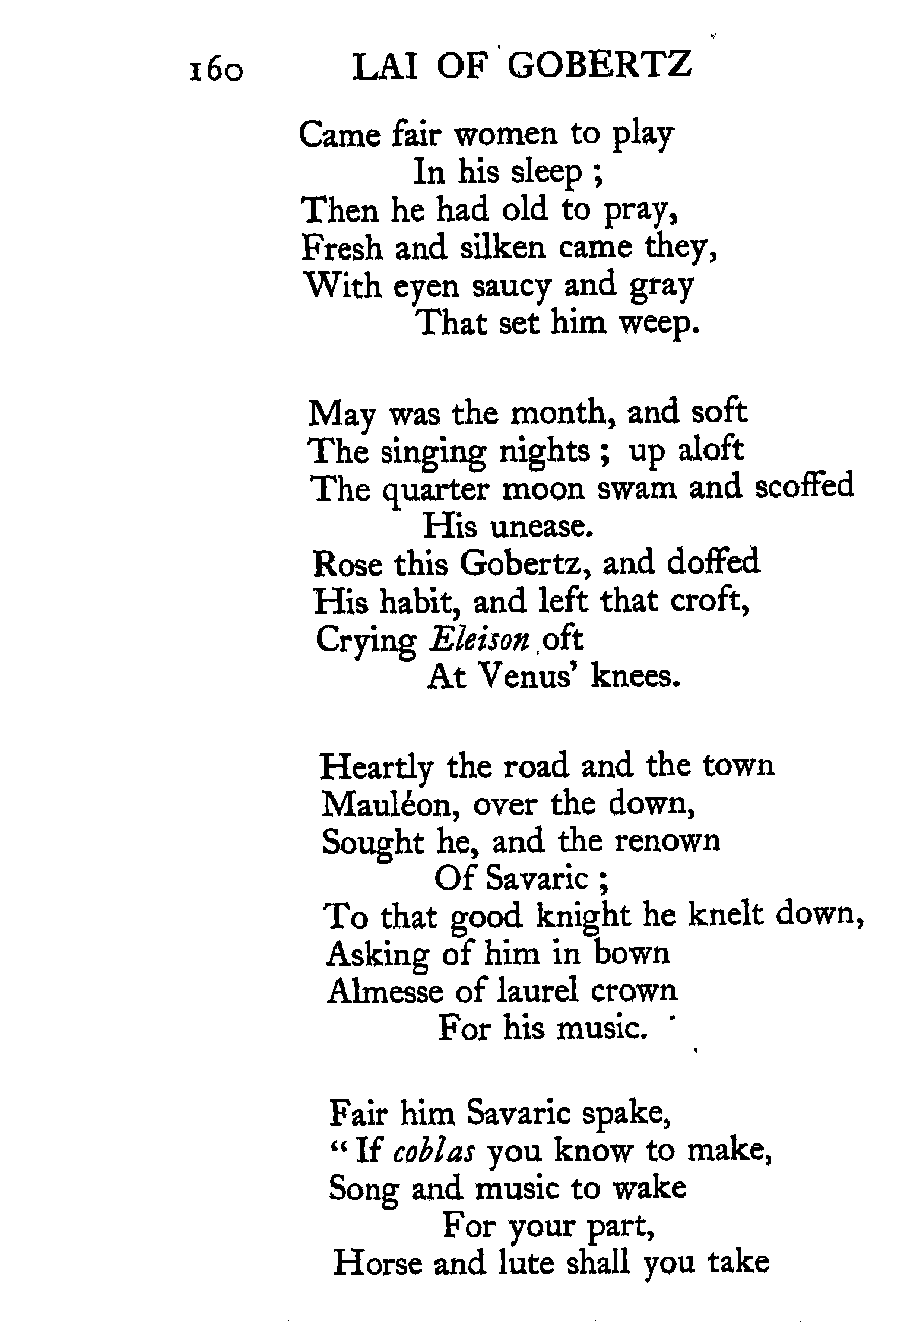 160 LAI OF GOBERTZ
Came fair women to play
In his sleep ;
Then he had old to pray,
Fresh and silken came they,
With eyen saucy and gray
That set him weep.
May was the month, and soft
The singing nights ; up aloft
The quarter moon swam and scoffed
His unease.
Rose this Gobertz, and doffed
His habit, and left that croft,
Crying Eleison oft
At Venus' knees.
Heartly the road and the town
Mauléon, over the down,
Sought he, and the renown
Of Savaric ;
To that good knight he knelt down,
Asking of him in bown
Almesse of laurel crown
For his music.
Fair him Savaric spake,
“ If coblas you know to make,
Song and music to wake
For your part,
Horse and lute shall you take